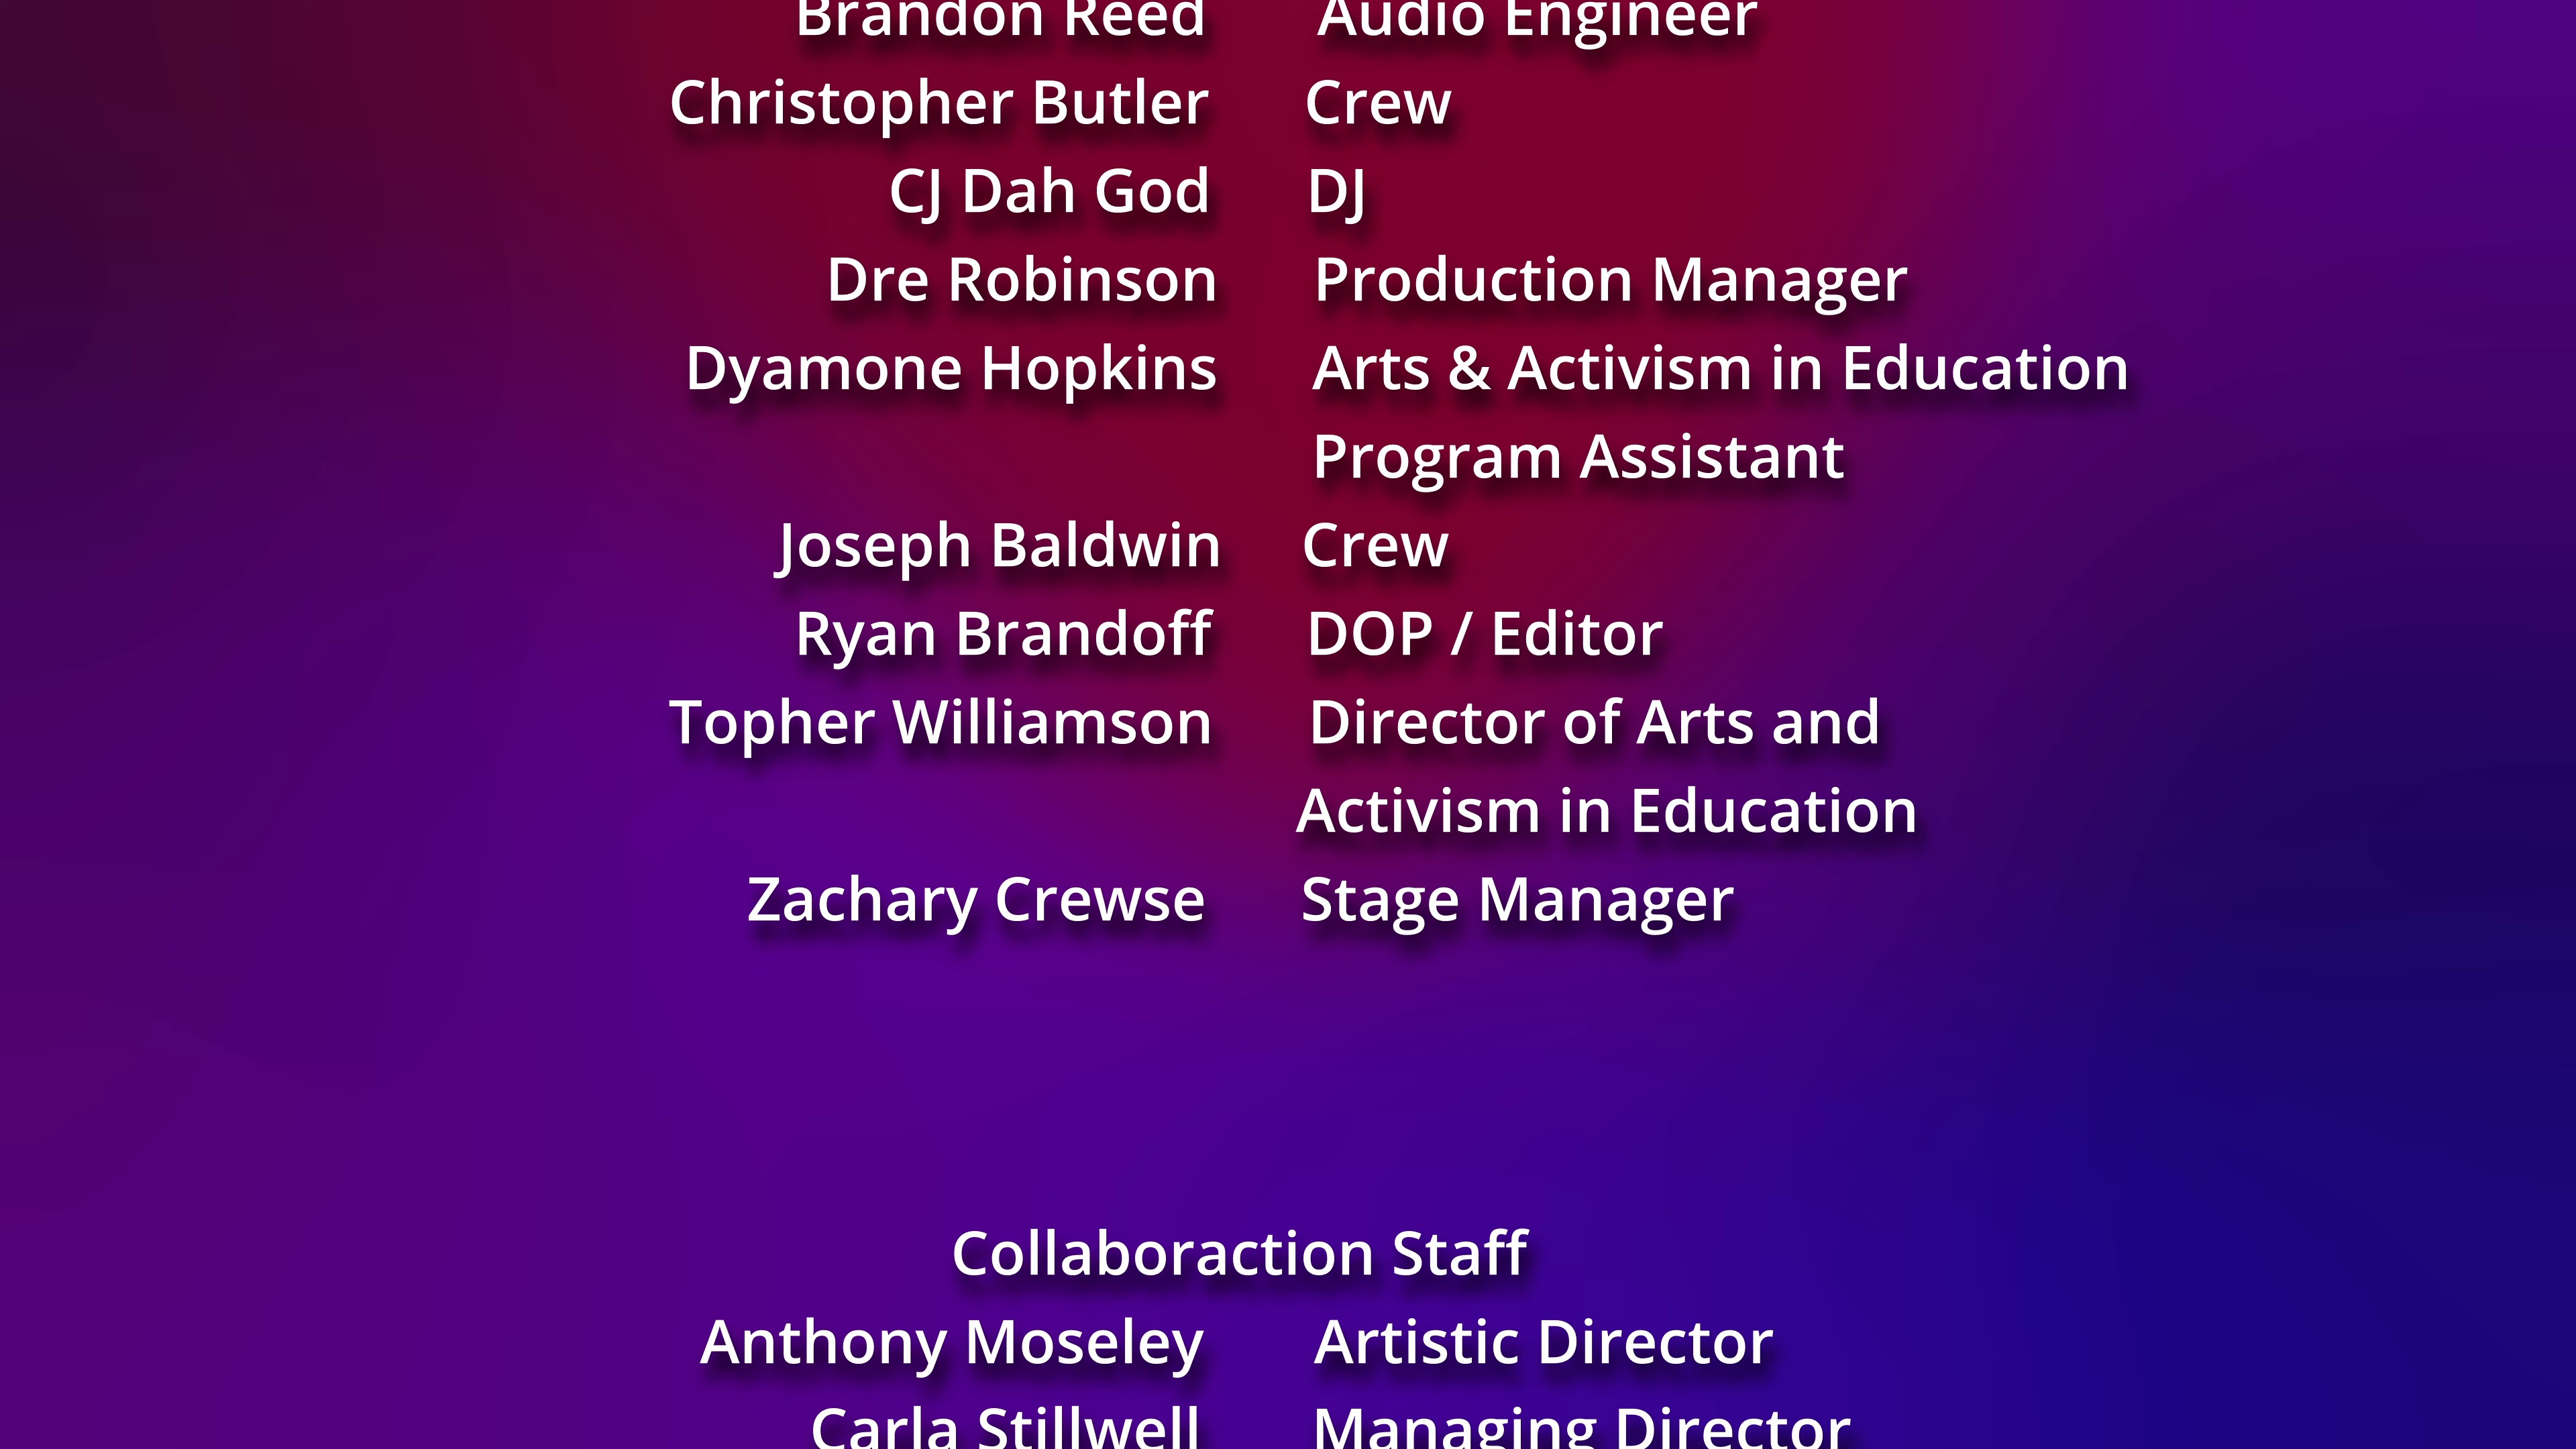 Brandon Reed Audio Engineer
Christopher Butler Crew
CJ Dah God DJ
Dre Robinson Production Manager
Dyamone Hopkins Arts & Activism in Education
Program Assistant
Joseph Baldwin Crew
Ryan Brandoff DOP / Editor
Topher Williamson Director of Arts and
Activism in Education
Zachary Crewse Stage Manager
Collaboraction Staff
Anthony Moseley Artistic Director
Carla Stillwell Managing Director